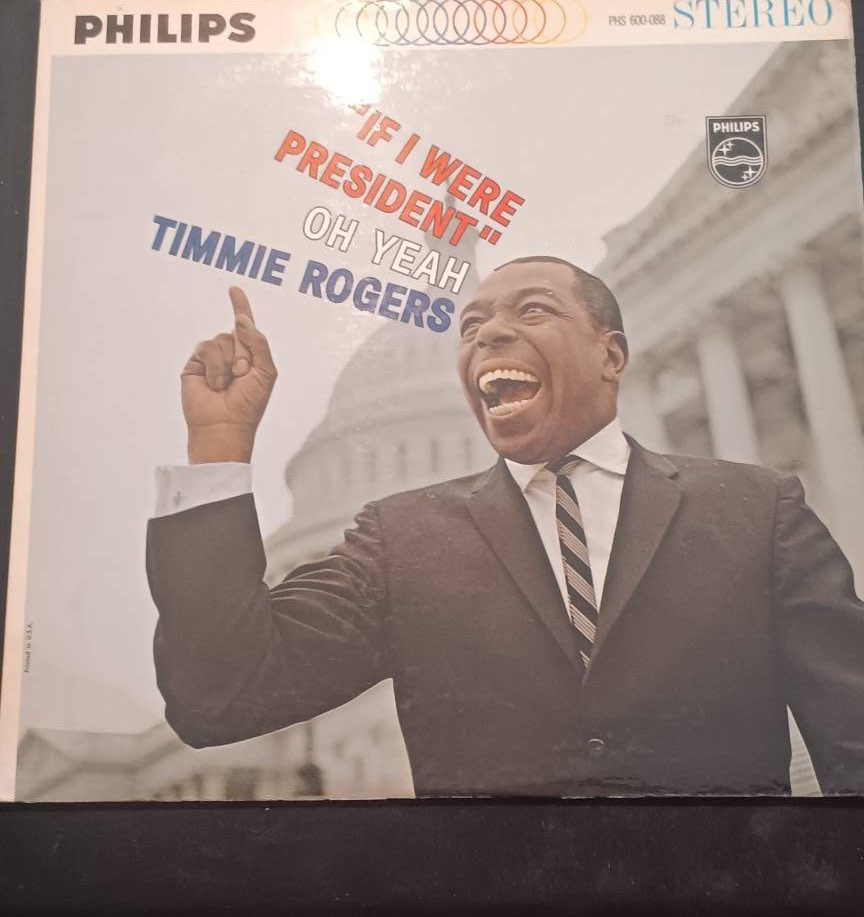 PHILIPS
PHS 600-088 STEREO
PHILIPS
"IF I WERE
PRESIDENT"
OH YEAH
TIMMIE ROGERS
Printed in U.S.A.